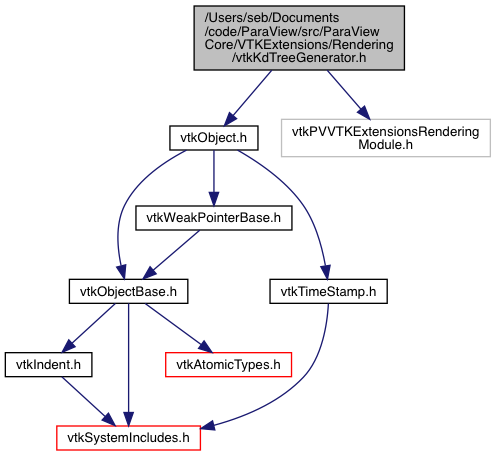 /Users/seb/Documents
/code/ParaView/src/ParaView
Core/VTKExtensions/Rendering
/vtkKdTreeGenerator.h
vtkObject.h
vtkPVVTKExtensionsRendering
Module.h
vtkWeakPointerBase.h
vtkObjectBase.h
vtkTimeStamp.h
vtkIndent.h
vtkAtomicTypes.h
vtkSystemIncludes.h